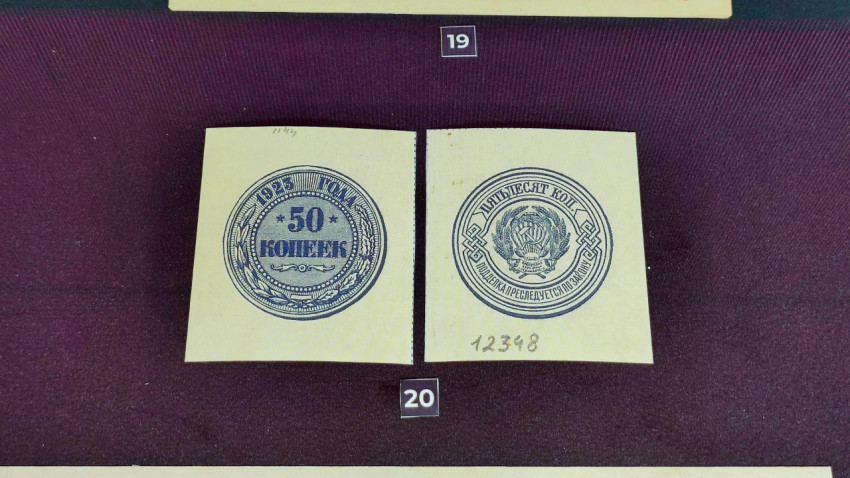 19
1923 ГОДА
50
КОПЕЕК
ПЯТЬДЕСЯТ КОП.
ПОДДЕЛКА ПРЕСЛЕДУЕТСЯ ПО ЗАКОНУ
12348
20